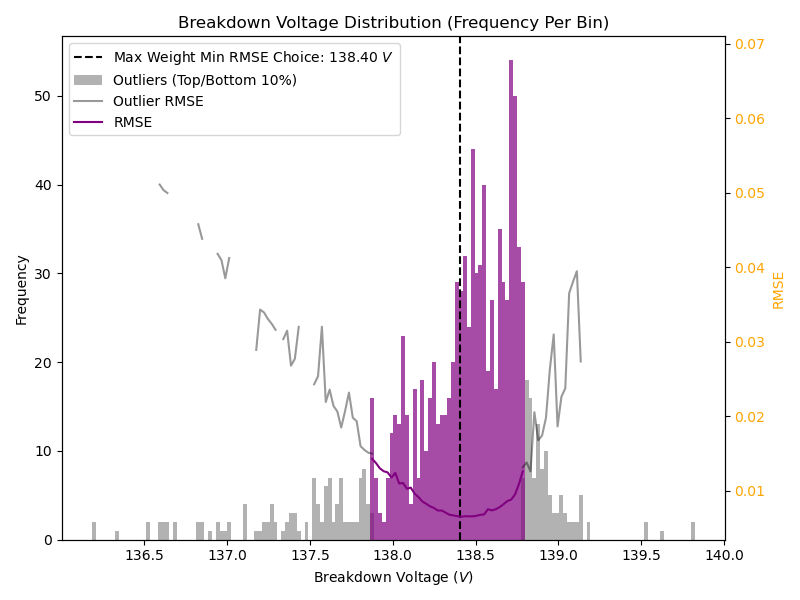 Breakdown Voltage Distribution (Frequency Per Bin)
Max Weight Min RMSE Choice: 138.40 V
Outliers (Top/Bottom 10%)
Outlier RMSE
RMSE
Frequency
50
40
30
20
10
0
0.07
0.06
0.05
0.04
0.03
0.02
0.01
RMSE
136.5 137.0 137.5 138.0 138.5 139.0 139.5 140.0
Breakdown Voltage (V)